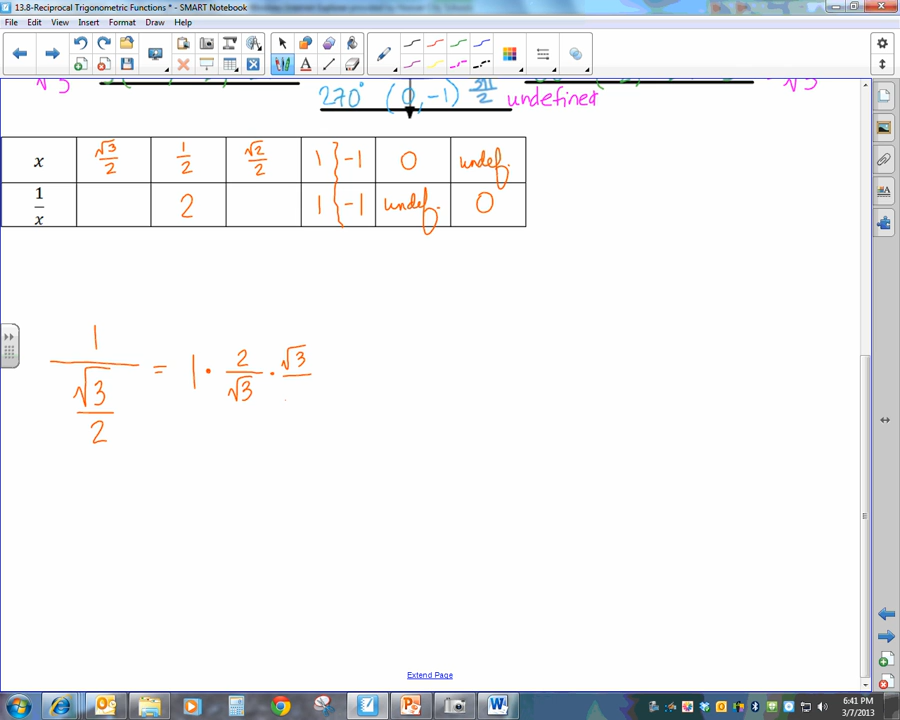 13.8-Reciprocal Trigonometric Functions * - SMART Notebook
File Edit View Insert Format Draw Help
√3 √3
270° (0, -1) 3π/2 undefined
x √3/2 1/2 √2/2 1 } -1 0 undef.
1/x 2 1 } -1 undef. 0
1/(√3/2) = 1 · 2/√3 · √3/
Extend Page
6:41 PM
3/7/2013